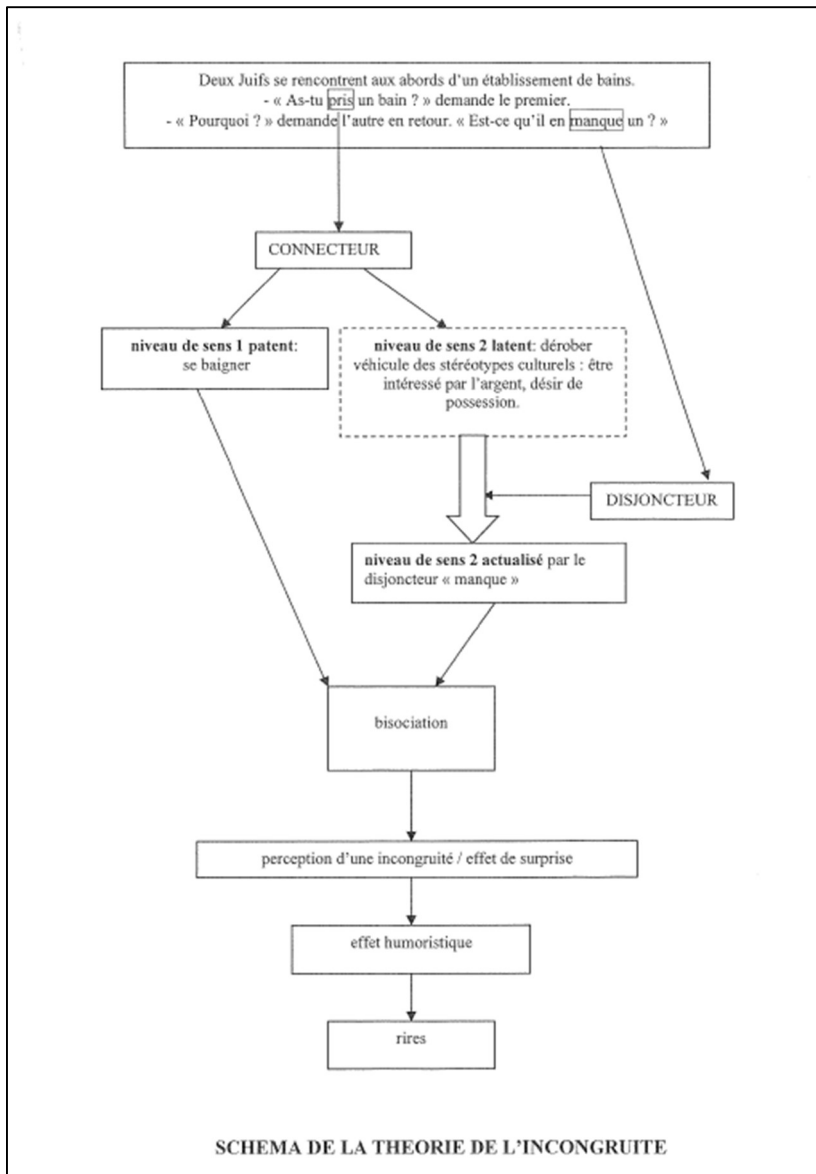 Deux Juifs se rencontrent aux abords d'un établissement de bains.
- « As-tu pris un bain ? » demande le premier.
- « Pourquoi ? » demande l'autre en retour. « Est-ce qu'il en manque un ? »
CONNECTEUR
niveau de sens 1 patent:
se baigner
niveau de sens 2 latent: dérober
véhicule des stéréotypes culturels : être
intéressé par l'argent, désir de
possession.
DISJONCTEUR
niveau de sens 2 actualisé par le
disjoncteur « manque »
bisociation
perception d'une incongruité / effet de surprise
effet humoristique
rires
SCHEMA DE LA THEORIE DE L'INCONGRUITE